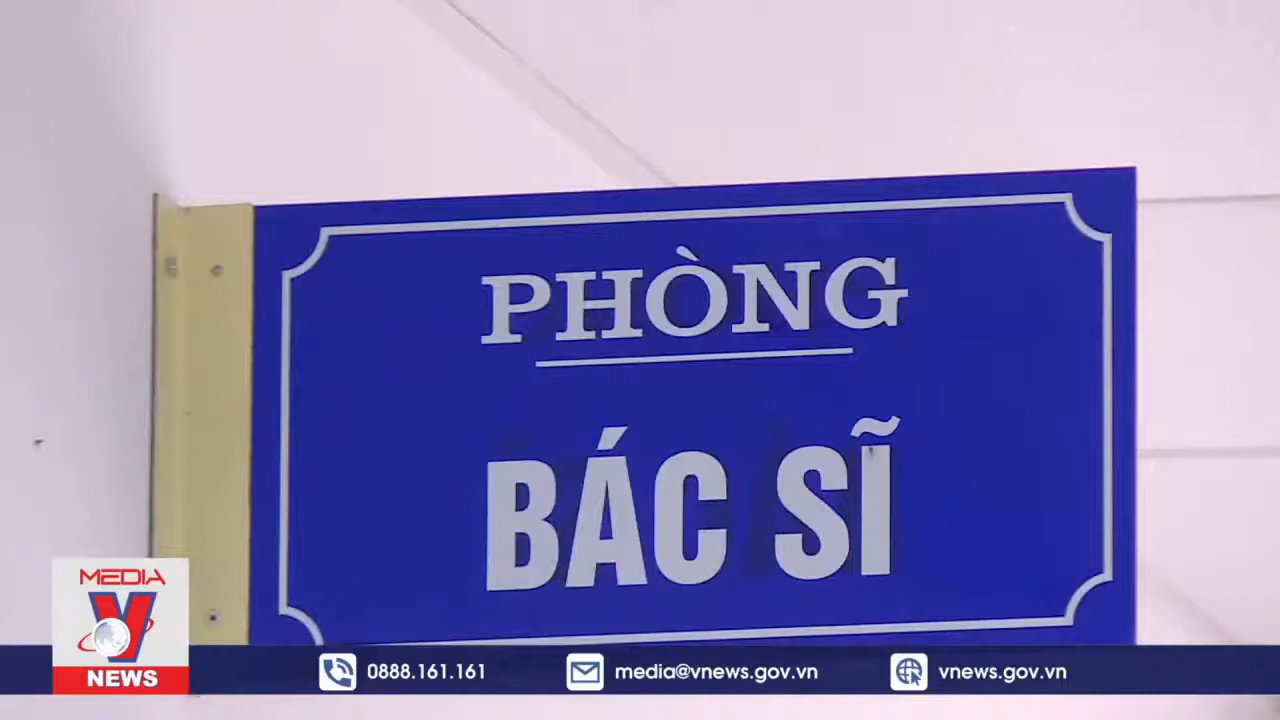 PHÒNG
BÁC SĨ
MEDIA
V
NEWS
0888.161.161
media@vnews.gov.vn
vnews.gov.vn